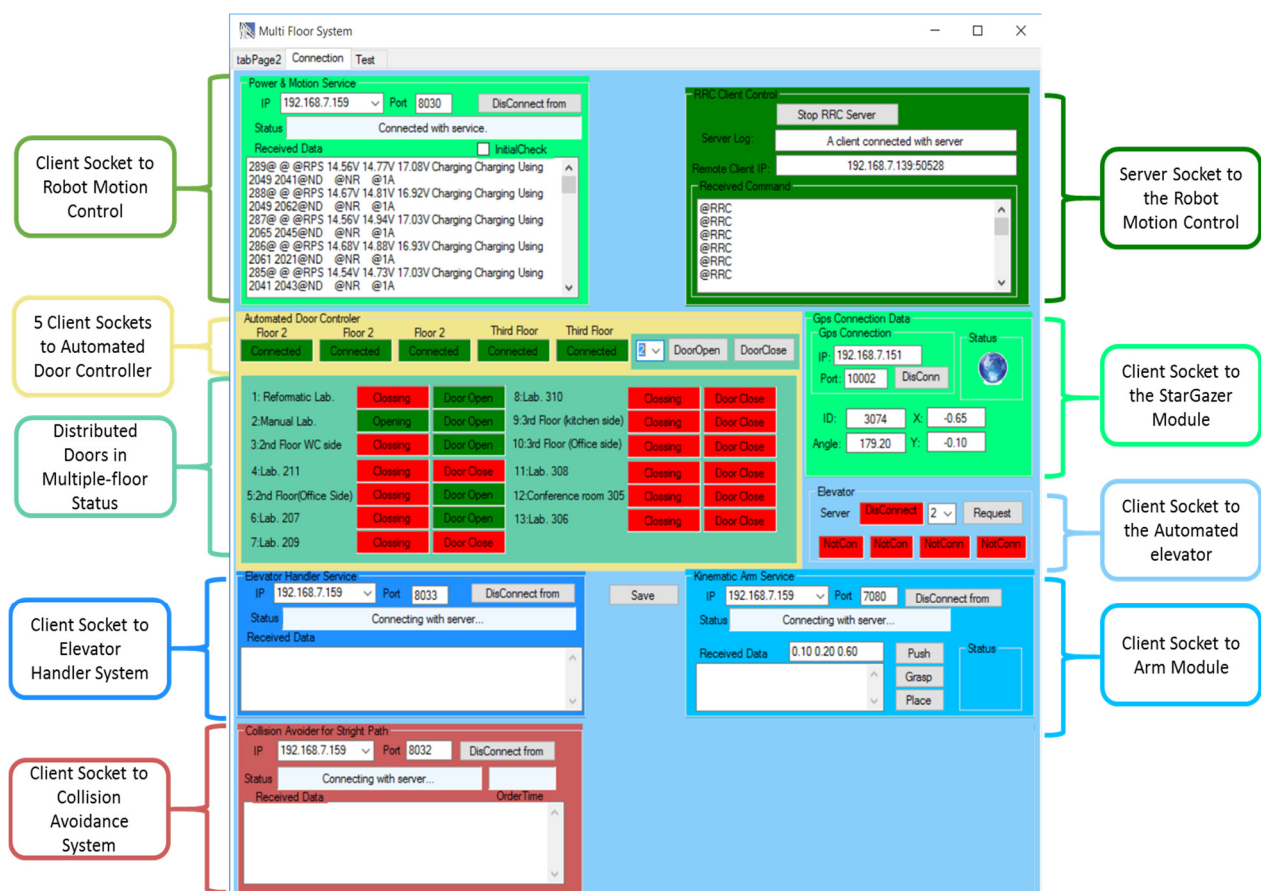 Multi Floor System
tabPage2 Connection Test
Client Socket to
Robot Motion
Control
Power & Motion Service
IP 192.168.7.159 Port 8030 DisConnect from
Status Connected with service.
Received Data InitialCheck
289@ @ @RPS 14.56V 14.77V 17.08V Charging Charging Using
2049 2041@ND @NR @1A
288@ @ @RPS 14.67V 14.81V 16.92V Charging Charging Using
2049 2062@ND @NR @1A
287@ @ @RPS 14.56V 14.94V 17.03V Charging Charging Using
2065 2045@ND @NR @1A
286@ @ @RPS 14.68V 14.88V 16.93V Charging Charging Using
2061 2021@ND @NR @1A
285@ @ @RPS 14.54V 14.73V 17.03V Charging Charging Using
2041 2043@ND @NR @1A
RRC Client Control
Stop RRC Server
Server Log: A client connected with server
Remote Client IP: 192.168.7.139:50528
Received Command
@RRC
@RRC
@RRC
@RRC
@RRC
@RRC
Server Socket to
the Robot
Motion Control
5 Client Sockets
to Automated
Door Controller
Automated Door Controler
Floor 2 Floor 2 Floor 2 Third Floor Third Floor
Connected Connected Connected Connected Connected 2 DoorOpen DoorClose
Distributed
Doors in
Multiple-floor
Status
1: Reformatic Lab. Clossing Door Open
2:Manual Lab. Opening Door Open
3:2nd Floor WC side Clossing Door Open
4:Lab. 211 Clossing Door Close
5:2nd Floor(Office Side) Clossing Door Open
6:Lab. 207 Clossing Door Open
7:Lab. 209 Clossing Door Close
8:Lab. 310 Clossing Door Close
9:3rd Floor (kitchen side) Clossing Door Close
10:3rd Floor (Office side) Clossing Door Close
11:Lab. 308 Clossing Door Close
12:Conference room 305 Clossing Door Close
13:Lab. 306 Clossing Door Close
Gps Connection Data
Gps Connection Status
IP: 192.168.7.151
Port: 10002 DisConn
ID: 3074 X: -0.65
Angle: 179.20 Y: -0.10
Client Socket to
the StarGazer
Module
Elevator
Server DisConnect 2 Request
NotCon NotCon NotConn NotConn
Client Socket to
the Automated
elevator
Client Socket to
Elevator
Handler System
Elevator Handler Service
IP 192.168.7.159 Port 8033 DisConnect from
Status Connecting with server...
Received Data
Save
Kinematic Arm Service
IP 192.168.7.159 Port 7080 DisConnect from
Status Connecting with server...
Received Data 0.10 0.20 0.60 Push Status
Grasp
Place
Client Socket to
Arm Module
Client Socket to
Collision
Avoidance
System
Collision Avoider for Stright Path
IP 192.168.7.159 Port 8032 DisConnect from
Status Connecting with server...
Received Data OrderTime